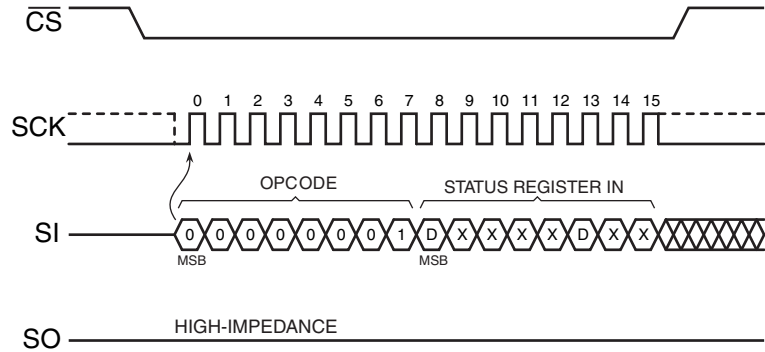 CS
0 1 2 3 4 5 6 7 8 9 10 11 12 13 14 15
SCK
OPCODE STATUS REGISTER IN
SI 0 0 0 0 0 0 0 1 D X X X X D X X
MSB MSB
HIGH-IMPEDANCE
SO